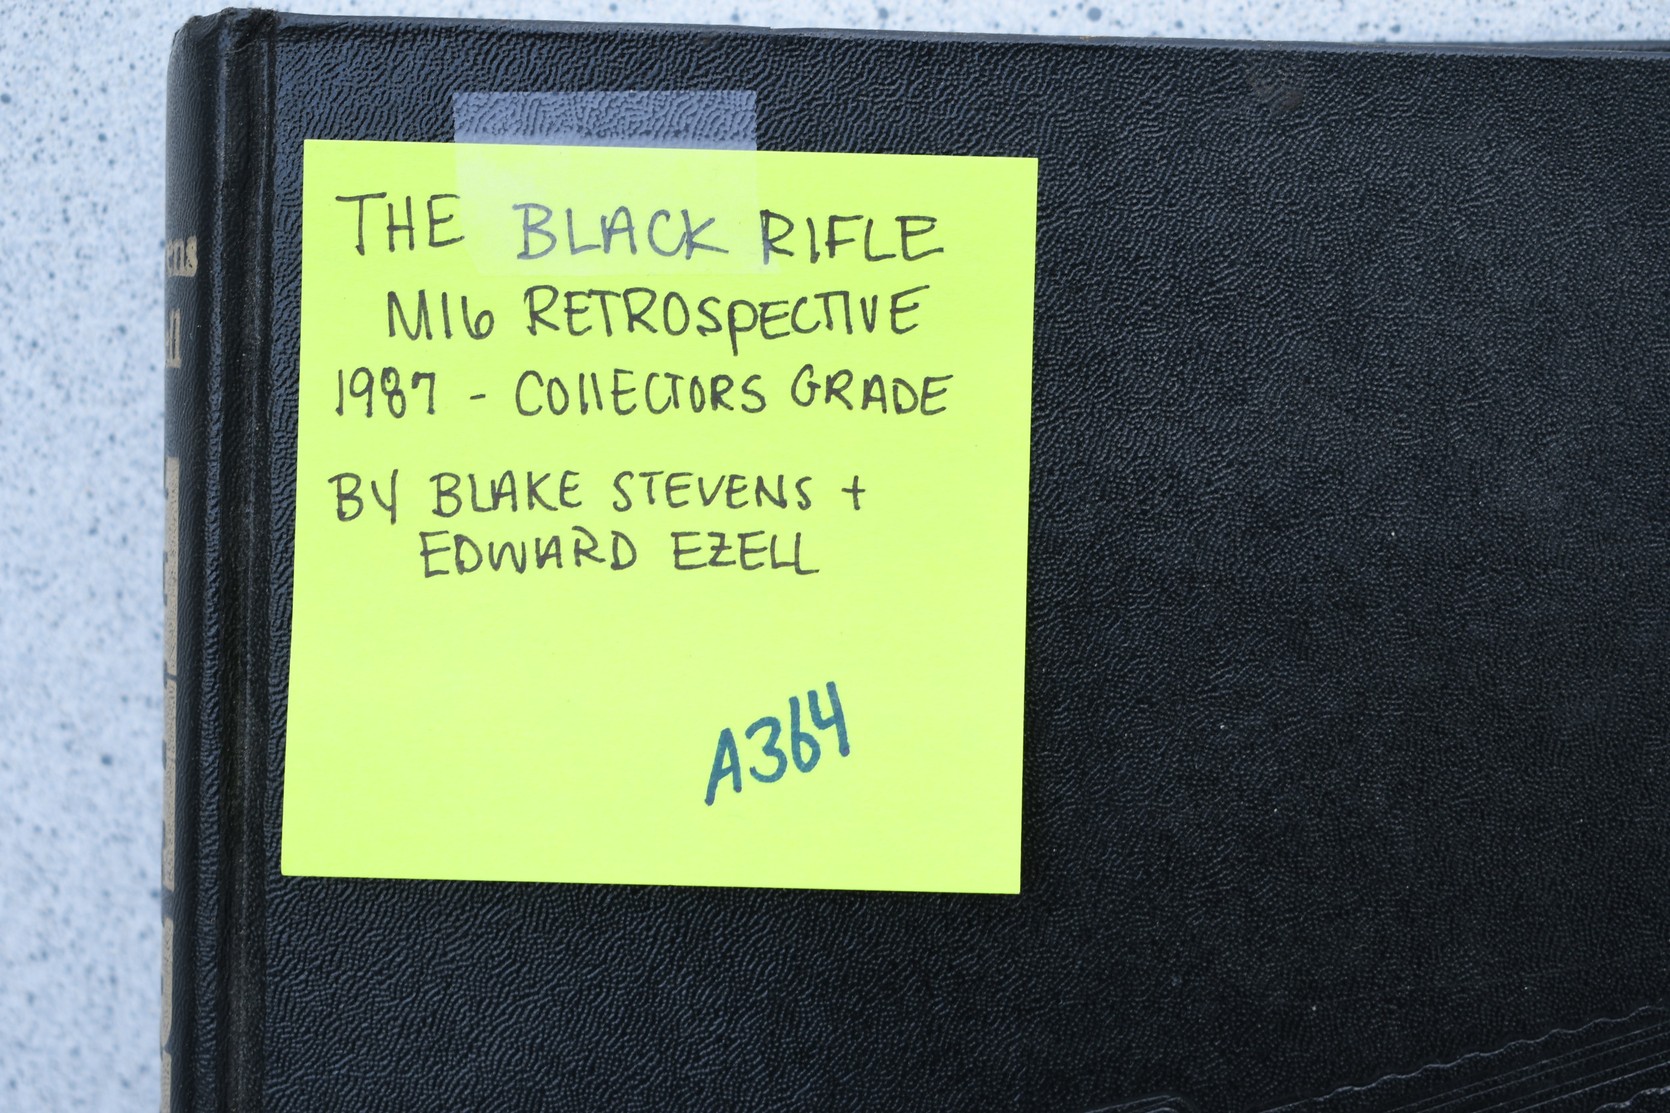 THE BLACK RIFLE
M16 RETROSPECTIVE
1987 - COLLECTORS GRADE
BY BLAKE STEVENS +
EDWARD EZELL
A364